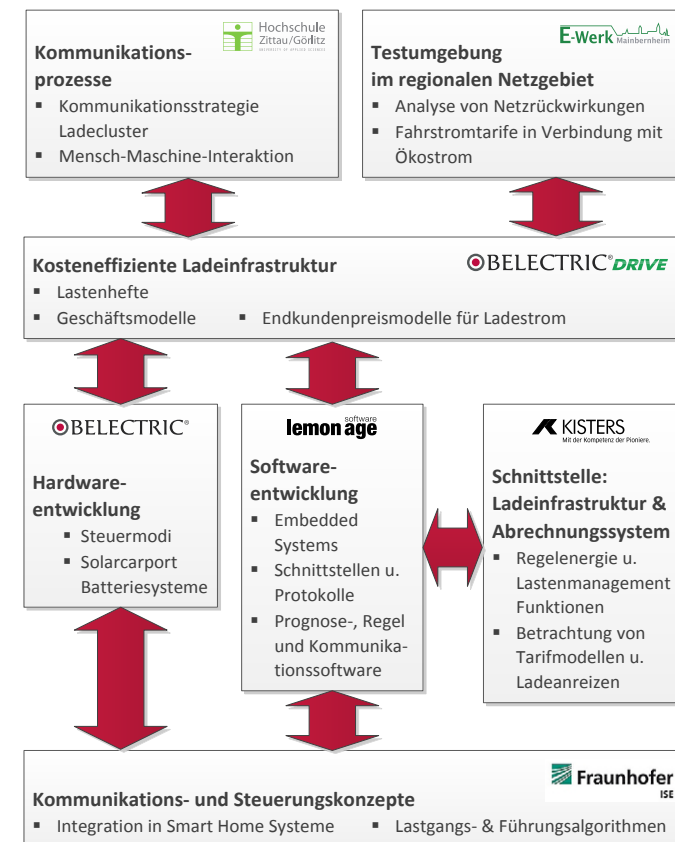 Hochschule
Zittau/Görlitz
UNIVERSITY OF APPLIED SCIENCES
Kommunikations-
prozesse
▪ Kommunikationsstrategie
Ladecluster
▪ Mensch-Maschine-Interaktion
E-Werk Mainbernheim
Testumgebung
im regionalen Netzgebiet
▪ Analyse von Netzrückwirkungen
▪ Fahrstromtarife in Verbindung mit
Ökostrom
Kosteneffiziente Ladeinfrastruktur
BELECTRIC® DRIVE
▪ Lastenhefte
▪ Geschäftsmodelle ▪ Endkundenpreismodelle für Ladestrom
BELECTRIC®
Hardware-
entwicklung
▪ Steuermodi
▪ Solarcarport
Batteriesysteme
software
lemon age
Software-
entwicklung
▪ Embedded
Systems
▪ Schnittstellen u.
Protokolle
▪ Prognose-, Regel
und Kommunika-
tionssoftware
KISTERS
Mit der Kompetenz der Pioniere.
Schnittstelle:
Ladeinfrastruktur &
Abrechnungssystem
▪ Regelenergie u.
Lastenmanagement
Funktionen
▪ Betrachtung von
Tarifmodellen u.
Ladeanreizen
Fraunhofer
ISE
Kommunikations- und Steuerungskonzepte
▪ Integration in Smart Home Systeme ▪ Lastgangs- & Führungsalgorithmen